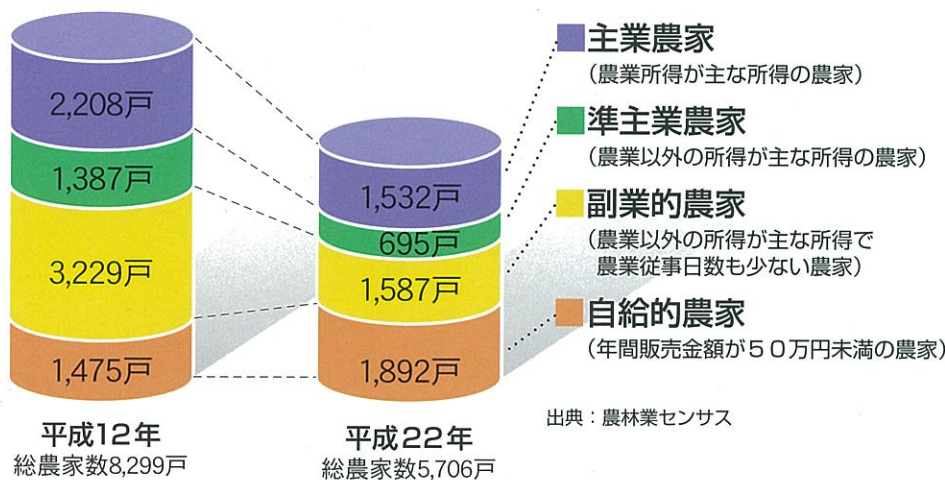 2,208戸
1,387戸
3,229戸
1,475戸
平成12年
総農家数8,299戸
1,532戸
695戸
1,587戸
1,892戸
平成22年
総農家数5,706戸
主業農家
（農業所得が主な所得の農家）
準主業農家
（農業以外の所得が主な所得の農家）
副業的農家
（農業以外の所得が主な所得で
農業従事日数も少ない農家）
自給的農家
（年間販売金額が５０万円未満の農家）
出典：農林業センサス